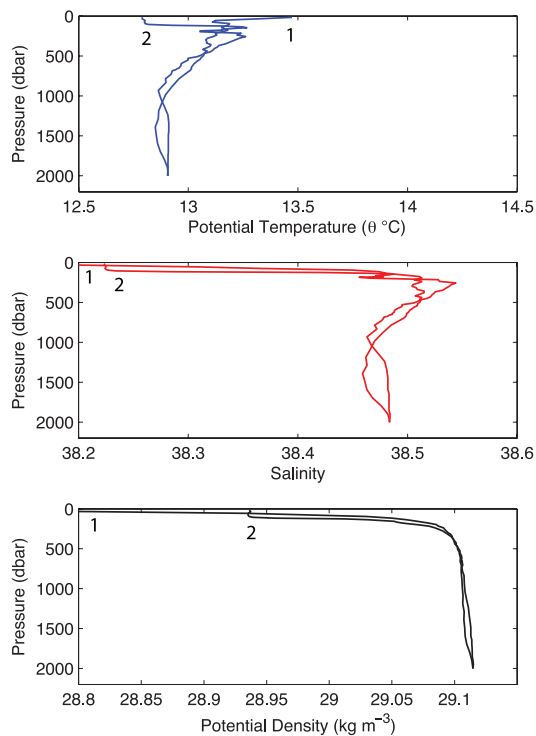 0
500
1000
1500
2000
Pressure (dbar)
2
1
12.5 13 13.5 14 14.5
Potential Temperature (θ °C)
0
500
1000
1500
2000
Pressure (dbar)
1 2
38.2 38.3 38.4 38.5 38.6
Salinity
0
500
1000
1500
2000
Pressure (dbar)
1 2
28.8 28.85 28.9 28.95 29 29.05 29.1
Potential Density (kg m⁻³)